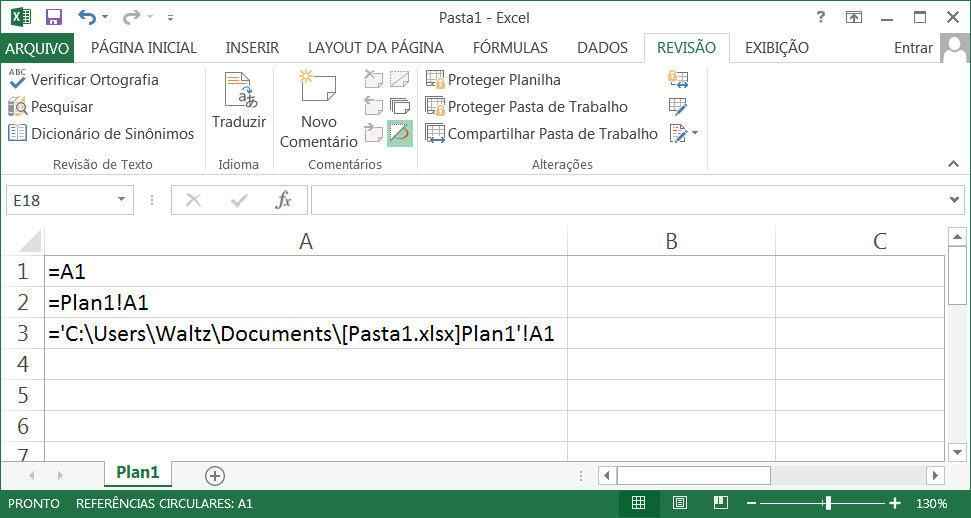 Pasta1 - Excel
?
ARQUIVO PÁGINA INICIAL INSERIR LAYOUT DA PÁGINA FÓRMULAS DADOS REVISÃO EXIBIÇÃO Entrar
ABC Verificar Ortografia
Pesquisar
Dicionário de Sinônimos
Revisão de Texto
Traduzir
Idioma
Novo
Comentário
Comentários
Proteger Planilha
Proteger Pasta de Trabalho
Compartilhar Pasta de Trabalho
Alterações
E18 fx
A B C
1 =A1
2 =Plan1!A1
3 ='C:\Users\Waltz\Documents\[Pasta1.xlsx]Plan1'!A1
4
5
6
7
Plan1
PRONTO REFERÊNCIAS CIRCULARES: A1 130%